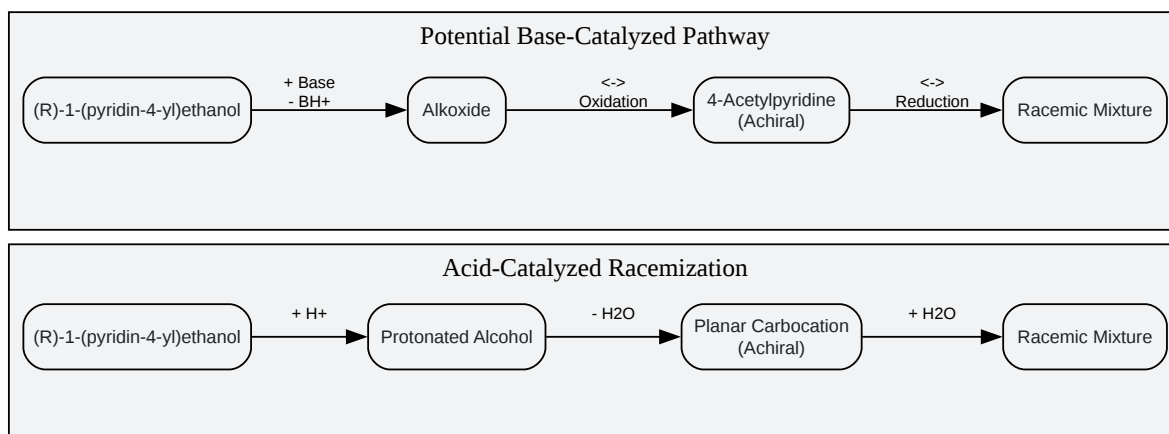 Potential Base-Catalyzed Pathway
(R)-1-(pyridin-4-yl)ethanol
+ Base
- BH+
Alkoxide
<->
Oxidation
4-Acetylpyridine
(Achiral)
<->
Reduction
Racemic Mixture
Acid-Catalyzed Racemization
(R)-1-(pyridin-4-yl)ethanol
+ H+
Protonated Alcohol
- H2O
Planar Carbocation
(Achiral)
+ H2O
Racemic Mixture